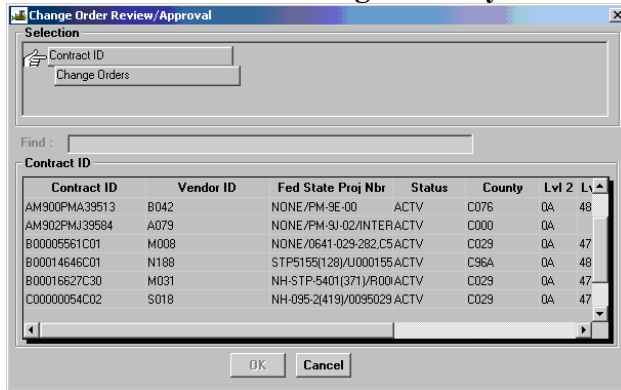 Change Order Review/Approval
Selection
Contract ID
Change Orders
Find :
Contract ID
Contract ID Vendor ID Fed State Proj Nbr Status County Lvl 2 Lv
AM900PMA39513 B042 NONE/PM-9E-00 ACTV C076 0A 48
AM902PMJ39584 A079 NONE/PM-9J-02/INTER ACTV C000 0A
B00005561C01 M008 NONE/0641-029-282,C5 ACTV C029 0A 47
B00014646C01 N188 STP5155(128)/U000155 ACTV C96A 0A 48
B00016627C30 M031 NH-STP-5401(371)/R00 ACTV C029 0A 47
C00000054C02 S018 NH-095-2(419)/0095029 ACTV C029 0A 47
OK Cancel